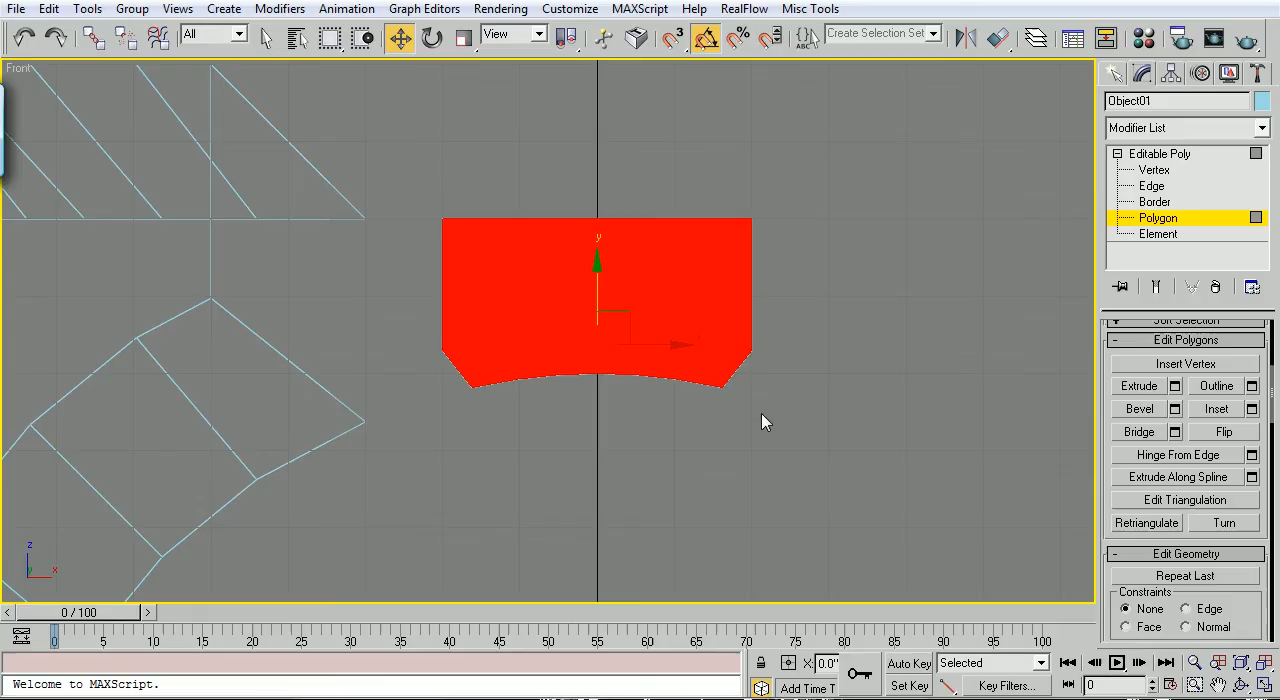 File Edit Tools Group Views Create Modifiers Animation Graph Editors Rendering Customize MAXScript Help RealFlow Misc Tools
All View 3 ABC Create Selection Set
Front
Object01
Modifier List
Editable Poly
Vertex
Edge
Border
Polygon
Element
y
Edit Polygons
Insert Vertex
Extrude Outline
Bevel Inset
Bridge Flip
Hinge From Edge
Extrude Along Spline
Edit Triangulation
Retriangulate Turn
Edit Geometry
Repeat Last
Constraints
None Edge
Face Normal
z
y x
0 / 100
0 5 10 15 20 25 30 35 40 45 50 55 60 65 70 75 80 85 90 95 100
X: 0.0" Auto Key Selected
Welcome to MAXScript. Add Time T Set Key Key Filters... 0